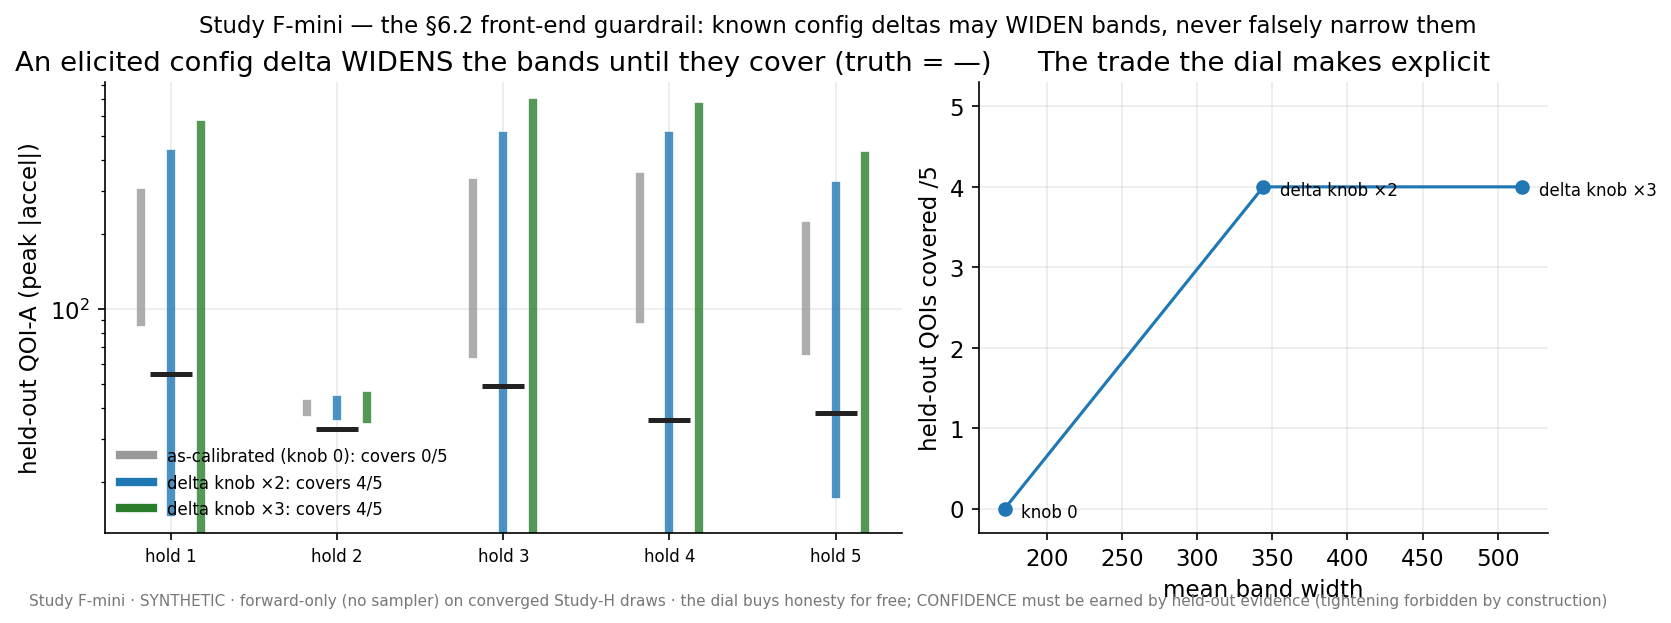 Study F-mini — the §6.2 front-end guardrail: known config deltas may WIDEN bands, never falsely narrow them
An elicited config delta WIDENS the bands until they cover (truth = —)
held-out QOI-A (peak |accel|)
10²
as-calibrated (knob 0): covers 0/5
delta knob ×2: covers 4/5
delta knob ×3: covers 4/5
hold 1 hold 2 hold 3 hold 4 hold 5
The trade the dial makes explicit
held-out QOIs covered /5
5
4
3
2
1
0
delta knob ×2
delta knob ×3
knob 0
200 250 300 350 400 450 500
mean band width
Study F-mini · SYNTHETIC · forward-only (no sampler) on converged Study-H draws · the dial buys honesty for free; CONFIDENCE must be earned by held-out evidence (tightening forbidden by construction)